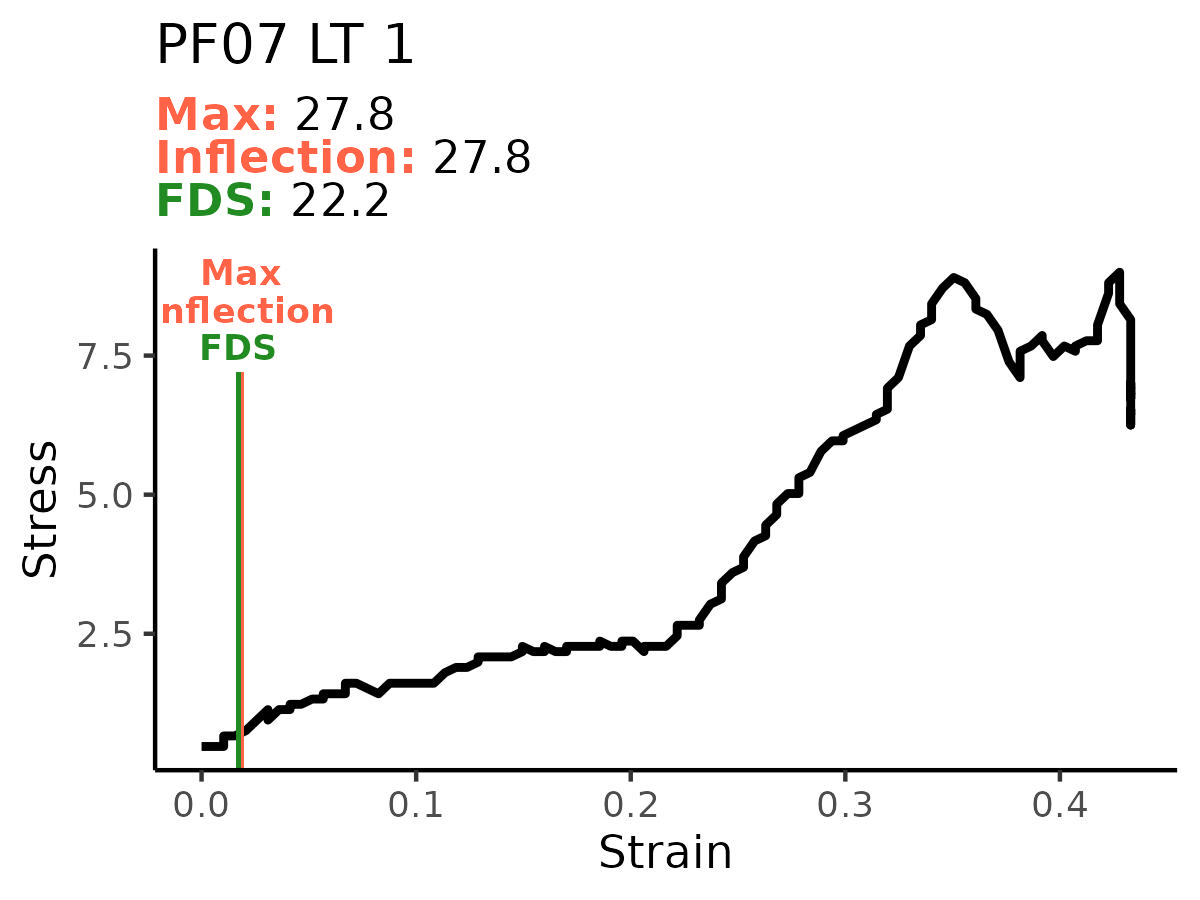 PF07 LT 1
Max: 27.8
Inflection: 27.8
FDS: 22.2
Max
nflection
FDS
7.5
5.0
2.5
Stress
0.0 0.1 0.2 0.3 0.4
Strain